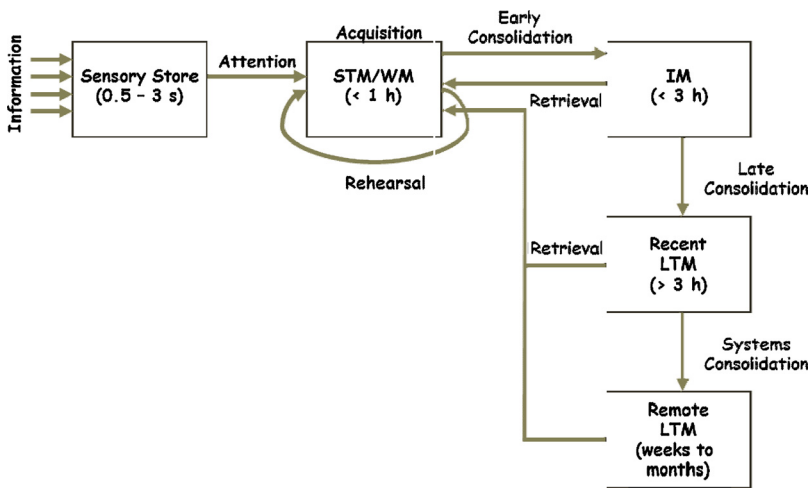 Information
Sensory Store
(0.5 – 3 s)
Attention
Acquisition
STM/WM
(< 1 h)
Rehearsal
Early
Consolidation
Retrieval
IM
(< 3 h)
Late
Consolidation
Retrieval
Recent
LTM
(> 3 h)
Systems
Consolidation
Remote
LTM
(weeks to
months)